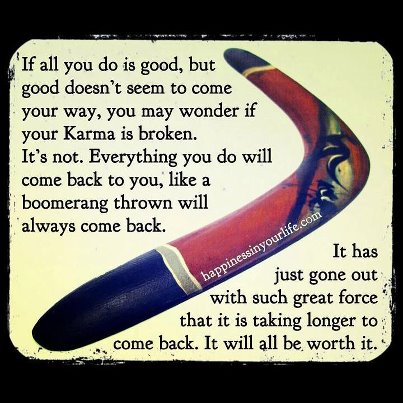 If all you do is good, but
good doesn't seem to come
your way, you may wonder if
your Karma is broken.
It's not. Everything you do will
come back to you, like a
boomerang thrown will
always come back.
happinessinyourlife.com
It has
just gone out
with such great force
that it is taking longer to
come back. It will all be worth it.